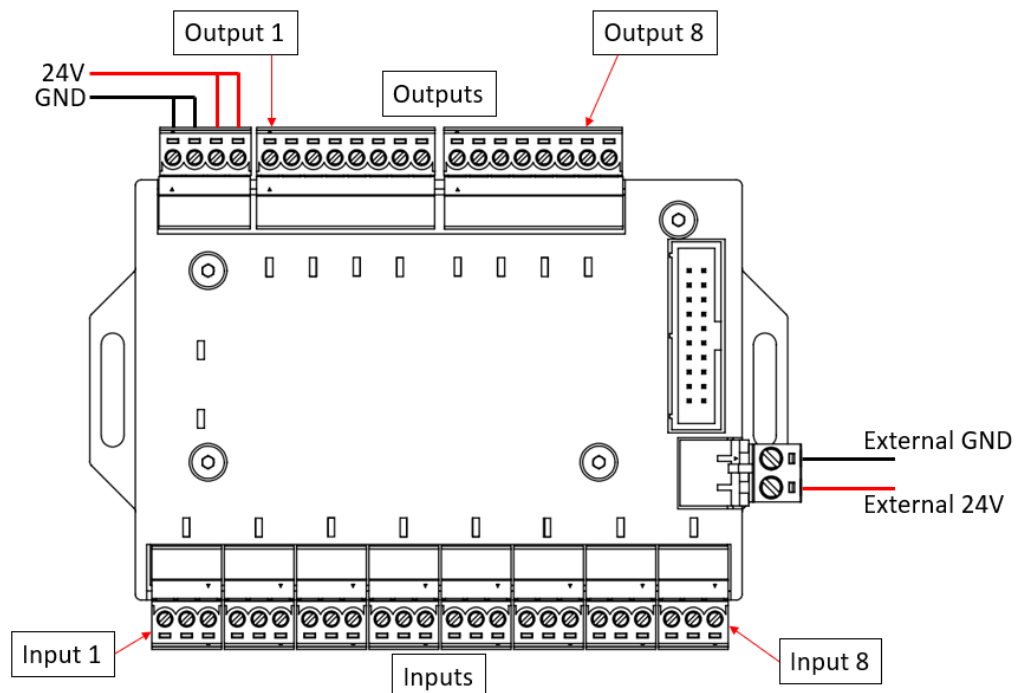 Output 1
Output 8
24V
GND
Outputs
External GND
External 24V
Input 1
Inputs
Input 8